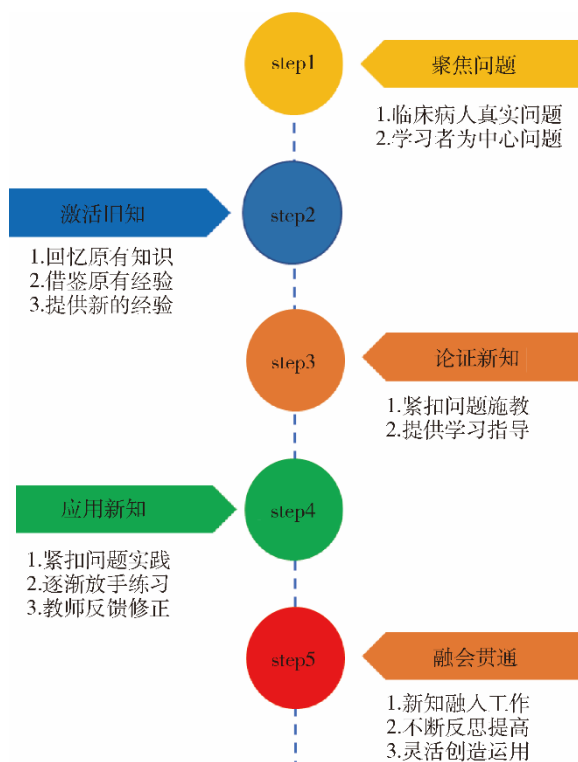 step1
聚焦问题
1.临床病人真实问题
2.学习者为中心问题
step2
激活旧知
1.回忆原有知识
2.借鉴原有经验
3.提供新的经验
step3
论证新知
1.紧扣问题施教
2.提供学习指导
step4
应用新知
1.紧扣问题实践
2.逐渐放手练习
3.教师反馈修正
step5
融会贯通
1.新知融入工作
2.不断反思提高
3.灵活创造运用